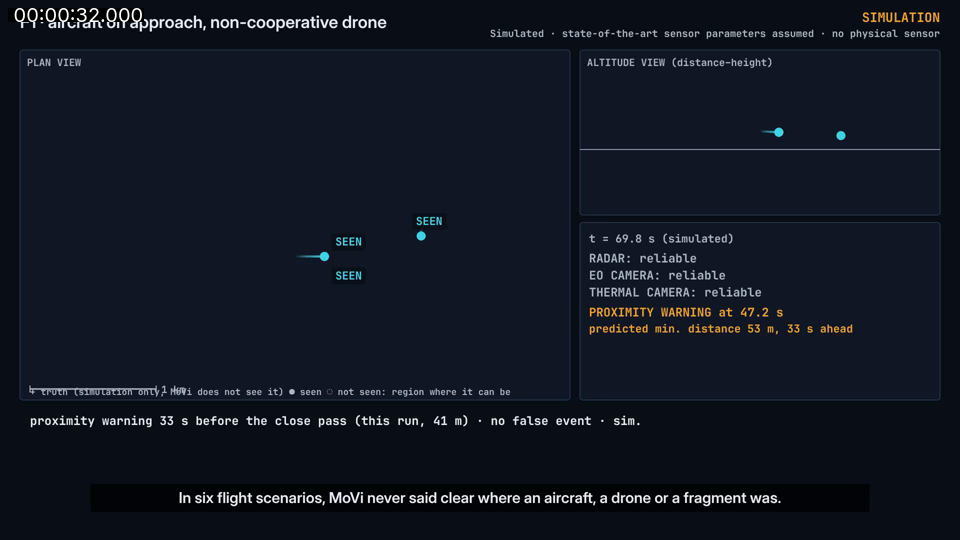 00:00:32.000
aircraft on approach, non-cooperative drone
SIMULATION
Simulated · state-of-the-art sensor parameters assumed · no physical sensor
PLAN VIEW
SEEN
SEEN
SEEN
1 km
truth (simulation only, MoVi does not see it) ● seen ○ not seen: region where it can be
ALTITUDE VIEW (distance-height)
t = 69.8 s (simulated)
RADAR: reliable
EO CAMERA: reliable
THERMAL CAMERA: reliable
PROXIMITY WARNING at 47.2 s
predicted min. distance 53 m, 33 s ahead
proximity warning 33 s before the close pass (this run, 41 m) · no false event · sim.
In six flight scenarios, MoVi never said clear where an aircraft, a drone or a fragment was.